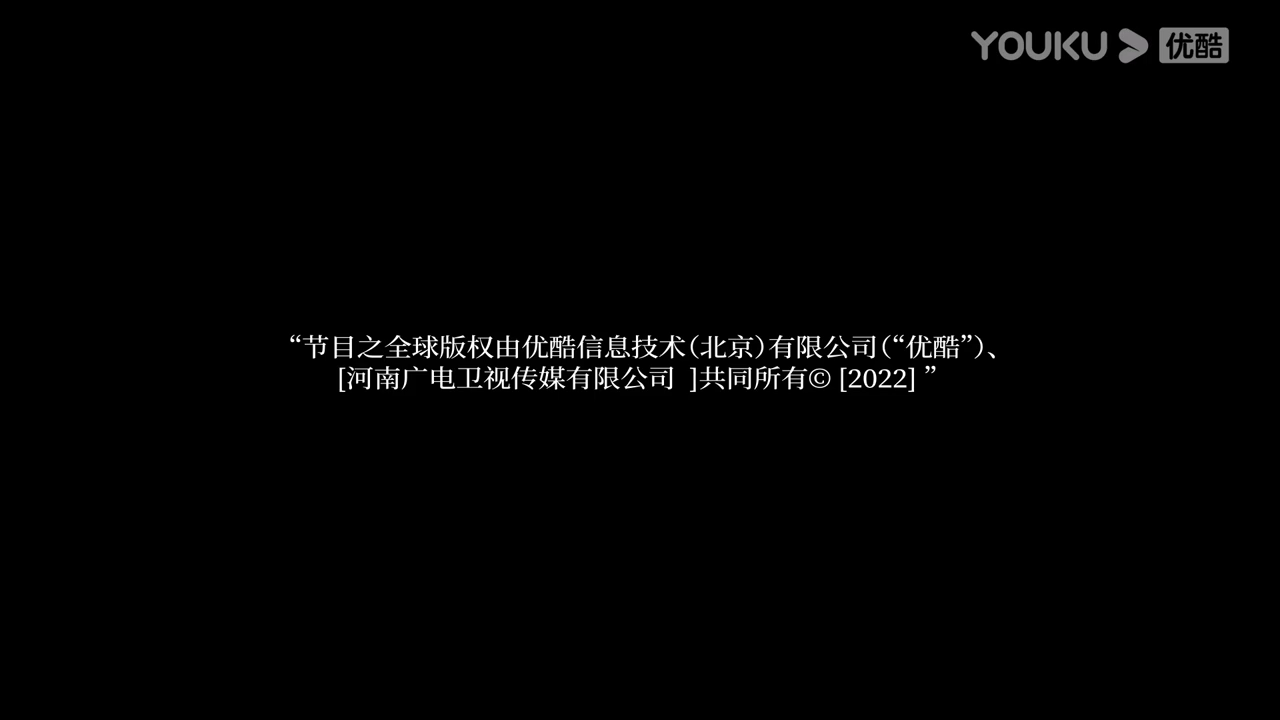 YOUKU 优酷
“节目之全球版权由优酷信息技术(北京)有限公司(“优酷”)、
[河南广电卫视传媒有限公司 ]共同所有© [2022] ”